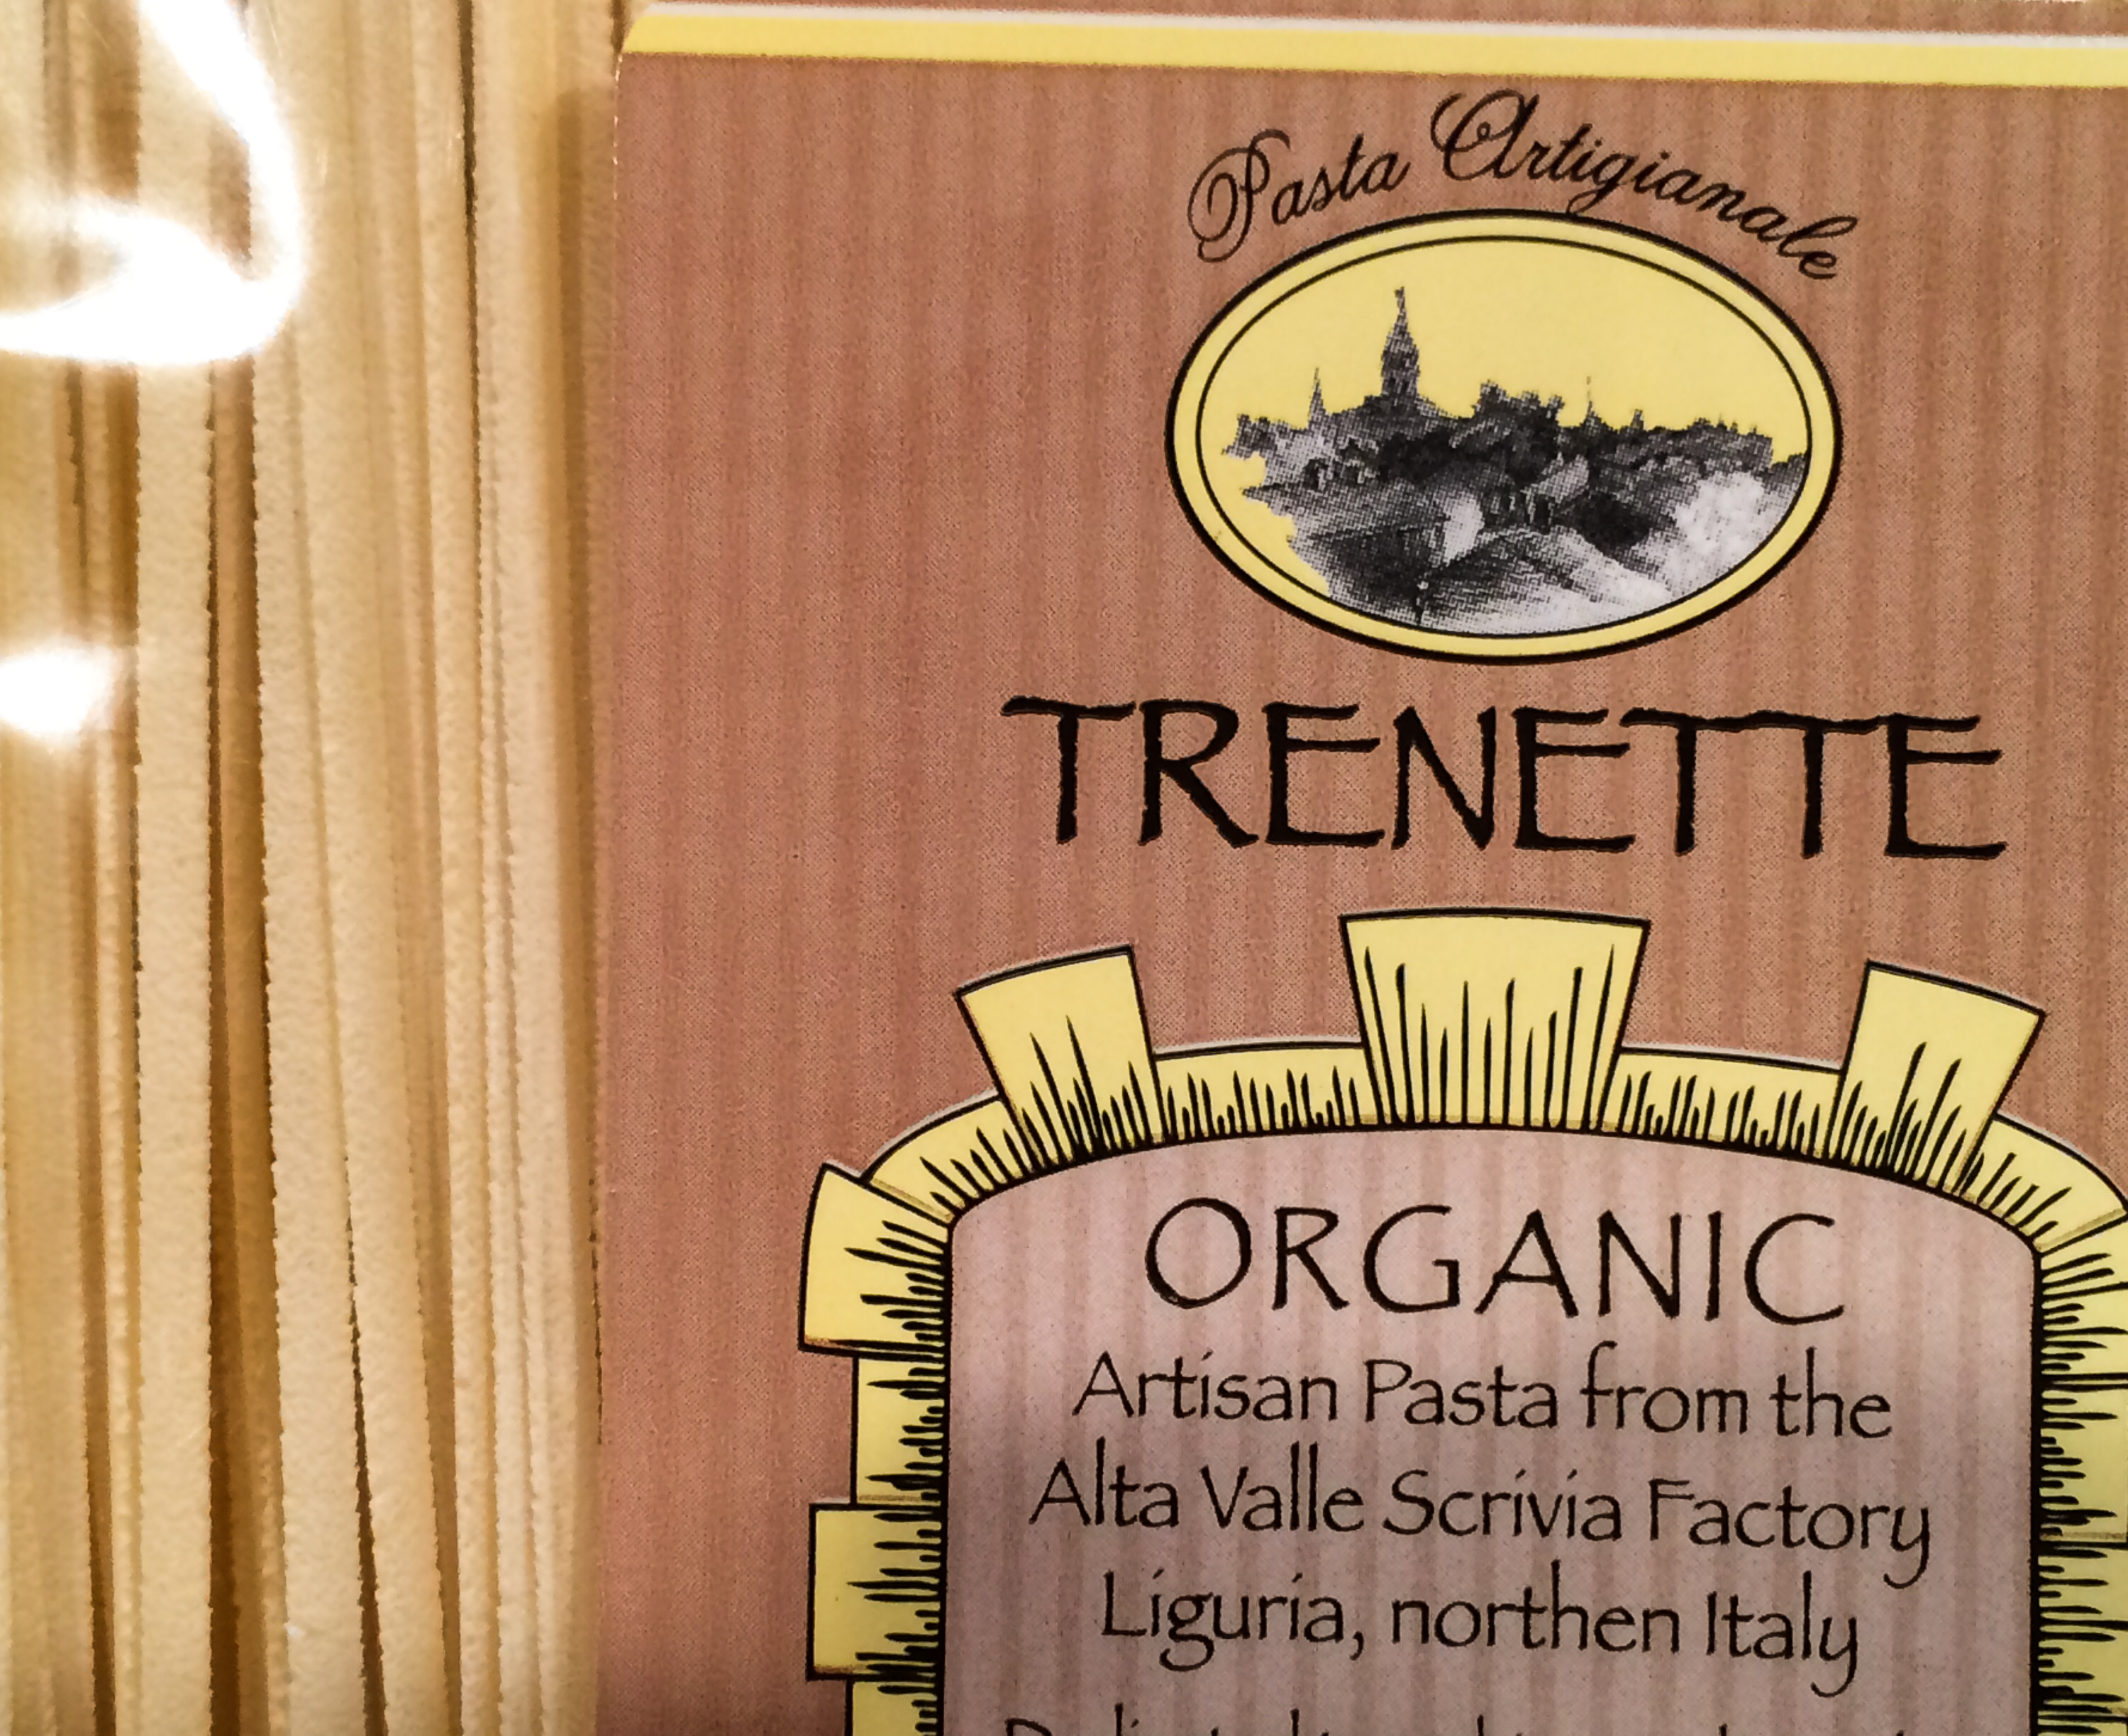 Pasta Artigianale
TRENETTE
ORGANIC
Artisan Pasta from the
Alta Valle Scrivia Factory
Liguria, northen Italy